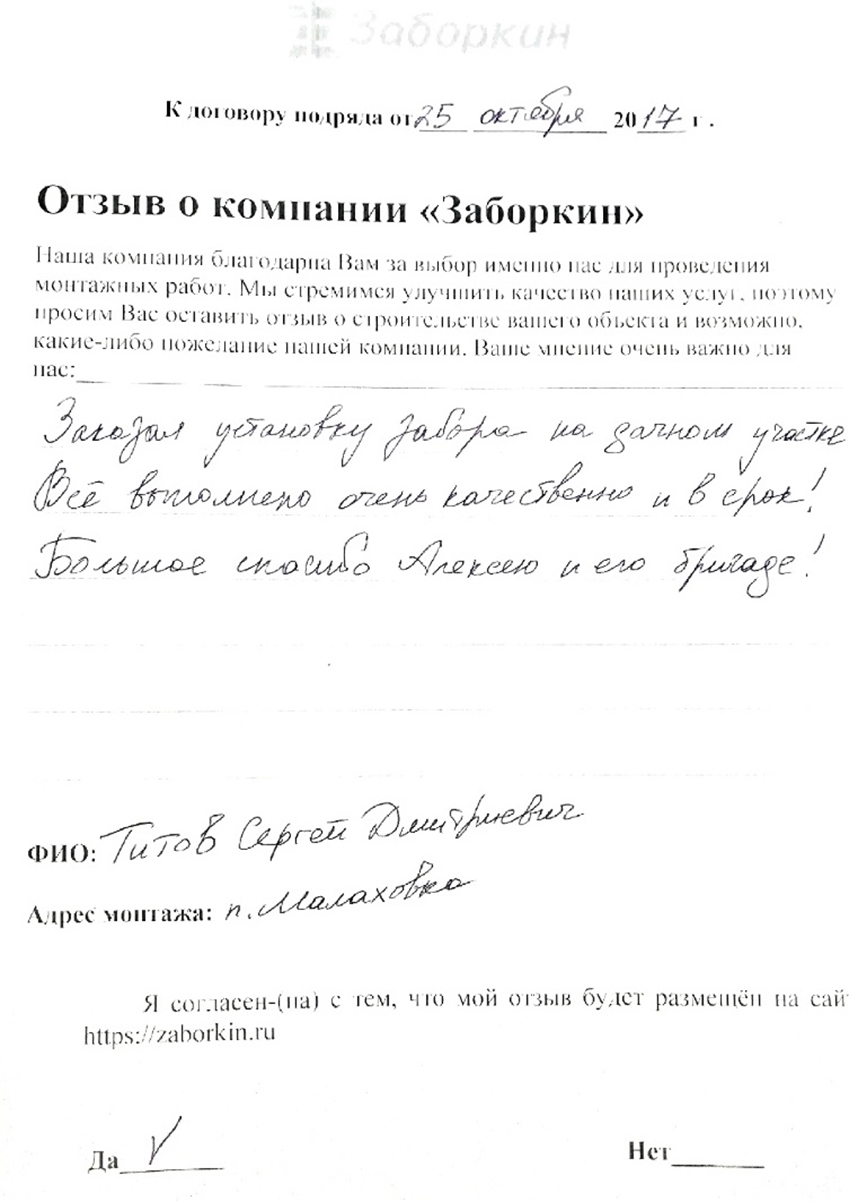 Заборкин
К договору подряда от 25 октября 2017 г.
Отзыв о компании «Заборкин»
Наша компания благодарна Вам за выбор именно нас для проведения
монтажных работ. Мы стремимся улучшить качество наших услуг, поэтому
просим Вас оставить отзыв о строительстве вашего объекта и возможно,
какие-либо пожелание нашей компании. Ваше мнение очень важно для
нас:
Заказал установку забора на дачном участке
Всё выполнено очень качественно и в срок!
Большое спасибо Алексею и его бригаде!
ФИО: Титов Сергей Дмитриевич
Адрес монтажа: п. Малаховка
Я согласен-(на) с тем, что мой отзыв будет размещён на сайт
https://zaborkin.ru
Да V Нет